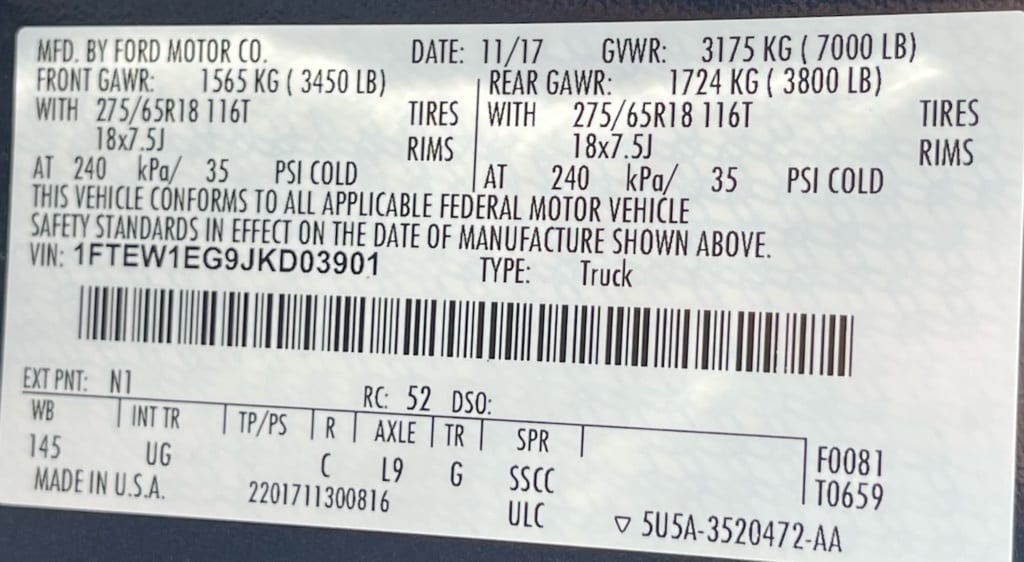 MFD. BY FORD MOTOR CO. DATE: 11/17 GVWR: 3175 KG ( 7000 LB)
FRONT GAWR: 1565 KG ( 3450 LB) REAR GAWR: 1724 KG ( 3800 LB)
WITH 275/65R18 116T TIRES WITH 275/65R18 116T TIRES
18x7.5J RIMS 18x7.5J RIMS
AT 240 kPa/ 35 PSI COLD AT 240 kPa/ 35 PSI COLD
THIS VEHICLE CONFORMS TO ALL APPLICABLE FEDERAL MOTOR VEHICLE
SAFETY STANDARDS IN EFFECT ON THE DATE OF MANUFACTURE SHOWN ABOVE.
VIN: 1FTEW1EG9JKD03901 TYPE: Truck
EXT PNT: N1 RC: 52 DSO:
WB INT TR TP/PS R AXLE TR SPR
145 UG C L9 G SSCC F0081
MADE IN U.S.A. 2201711300816 ULC T0659
▽ 5U5A-3520472-AA